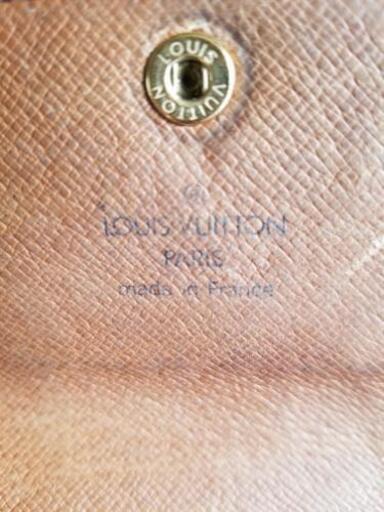 LOUIS
VUITTON
®
LOUIS VUITTON
PARIS
made in France